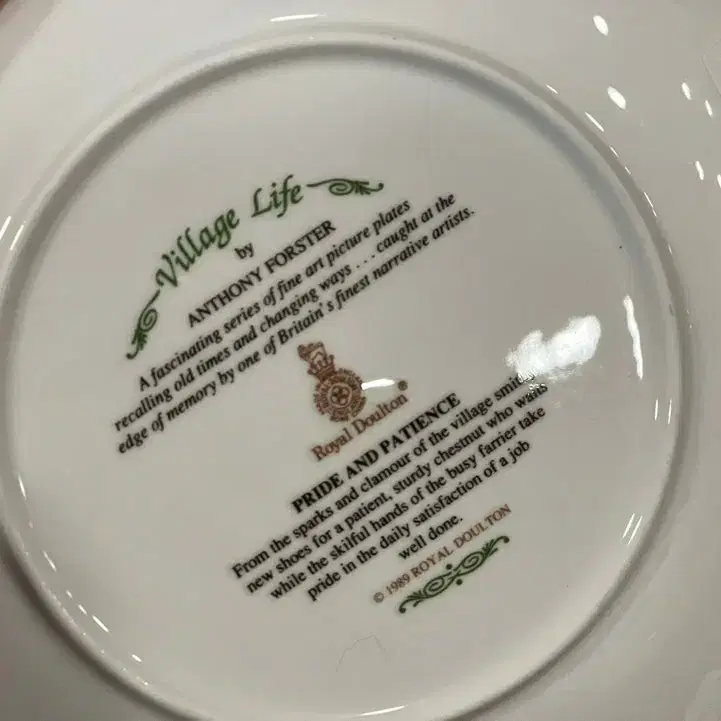 Village Life
by
ANTHONY FORSTER
A fascinating series of fine art picture plates
recalling old times and changing ways . . . caught at the
edge of memory by one of Britain's finest narrative artists.
Royal Doulton®
PRIDE AND PATIENCE
From the sparks and clamour of the village smithy
new shoes for a patient, sturdy chestnut who waits
while the skilful hands of the busy farrier take
pride in the daily satisfaction of a job
well done.
© 1989 ROYAL DOULTON